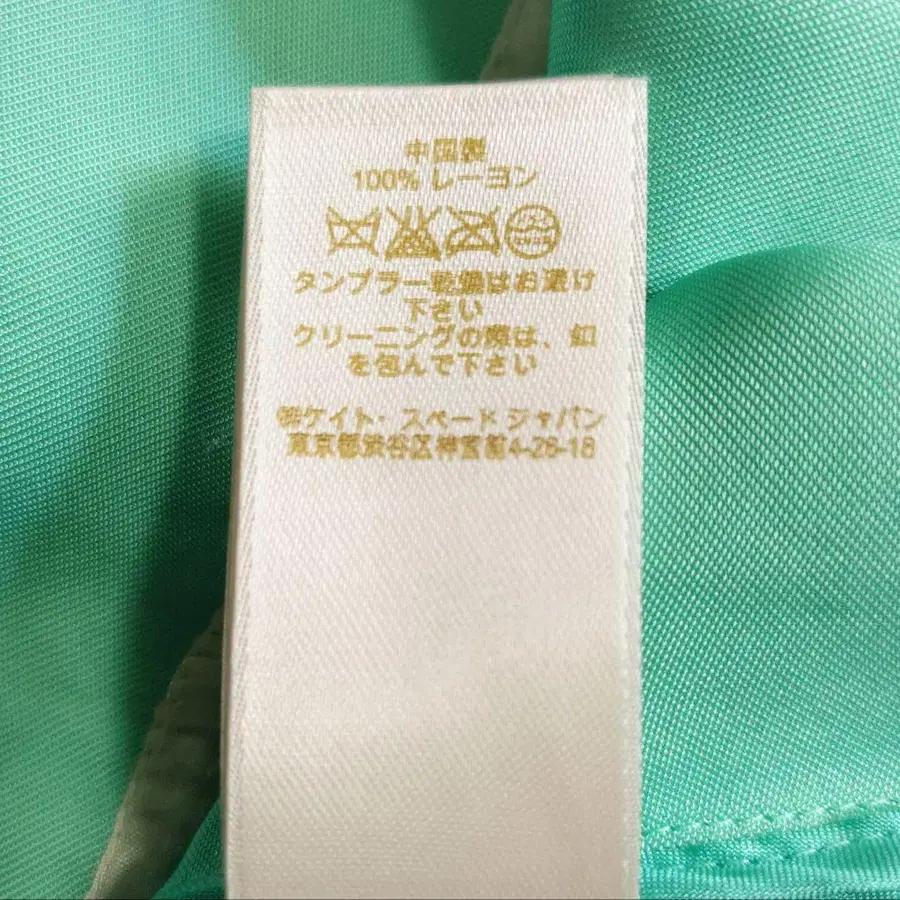 中国製
100% レーヨン
タンブラー乾燥はお避け
下さい
クリーニングの際は、釦
を包んで下さい
㈱ケイト・スペードジャパン
東京都渋谷区神宮前4-26-18